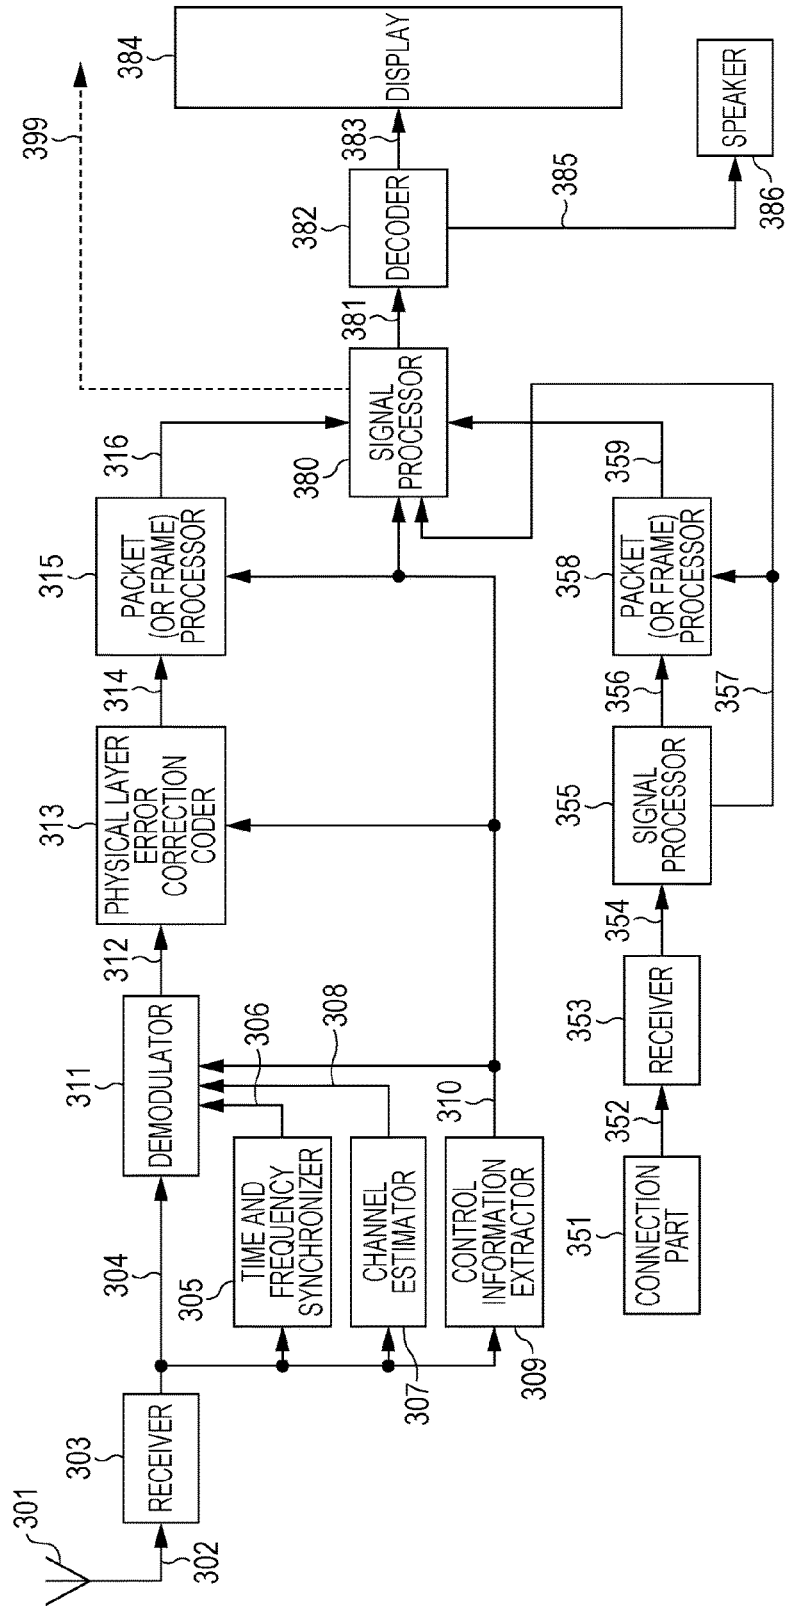 301
302
303
RECEIVER
304
305
TIME AND
FREQUENCY
SYNCHRONIZER
306
307
CHANNEL
ESTIMATOR
308
309
CONTROL
INFORMATION
EXTRACTOR
310
311
DEMODULATOR
312
313
PHYSICAL LAYER
ERROR
CORRECTION
CODER
314
315
PACKET
(OR FRAME)
PROCESSOR
316
351
CONNECTION
PART
352
353
RECEIVER
354
355
SIGNAL
PROCESSOR
356
357
358
PACKET
(OR FRAME)
PROCESSOR
359
380
SIGNAL
PROCESSOR
381
382
DECODER
383
384
DISPLAY
385
386
SPEAKER
399